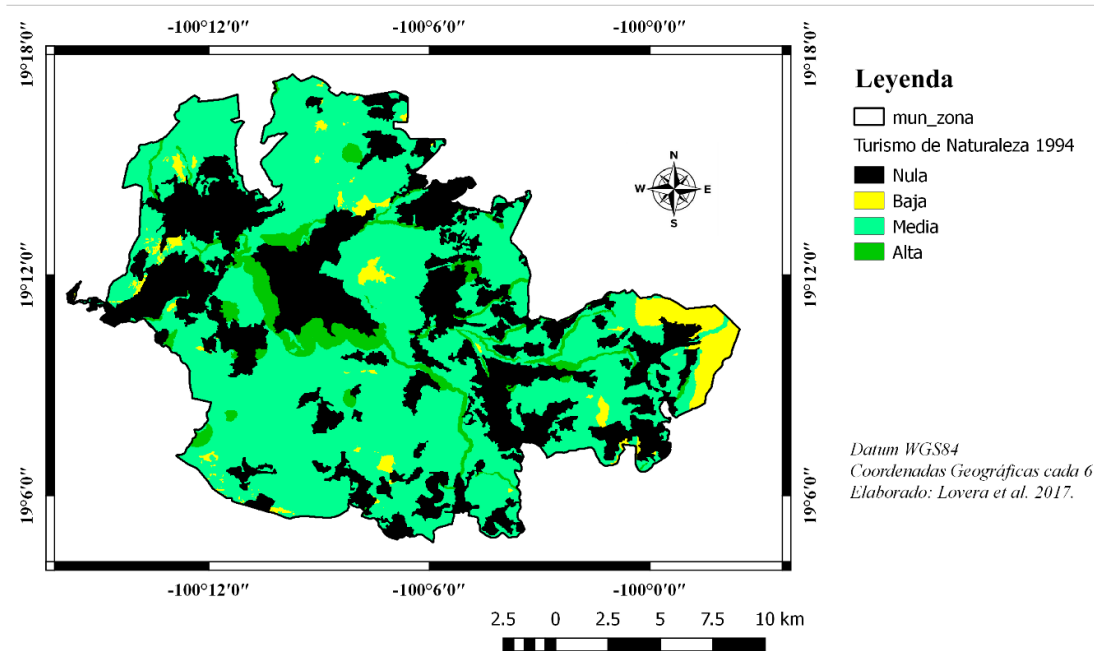 -100°12'0" -100°6'0" -100°0'0"
19°18'0" 19°18'0"
19°12'0" 19°12'0"
19°6'0" 19°6'0"
-100°12'0" -100°6'0" -100°0'0"
N
W E
S
Leyenda
mun_zona
Turismo de Naturaleza 1994
Nula
Baja
Media
Alta
Datum WGS84
Coordenadas Geográficas cada 6
Elaborado: Lovera et al. 2017.
2.5 0 2.5 5 7.5 10 km